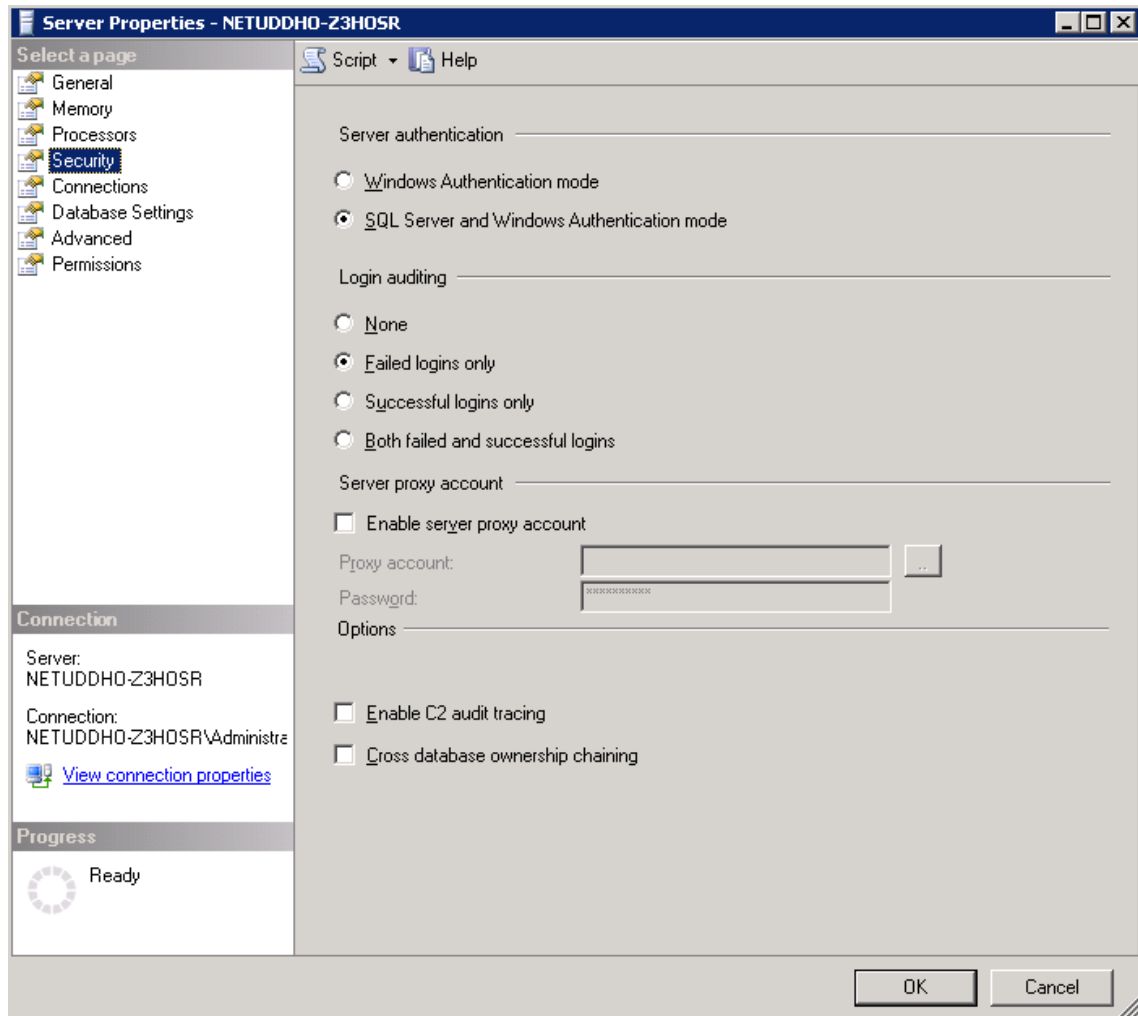 Server Properties - NETUDDHO-Z3HOSR
Select a page
General
Memory
Processors
Security
Connections
Database Settings
Advanced
Permissions
Connection
Server:
NETUDDHO-Z3HOSR
Connection:
NETUDDHO-Z3HOSR\Administra
View connection properties
Progress
Ready
Script Help
Server authentication
Windows Authentication mode
SQL Server and Windows Authentication mode
Login auditing
None
Failed logins only
Successful logins only
Both failed and successful logins
Server proxy account
Enable server proxy account
Proxy account:
..
Password: **********
Options
Enable C2 audit tracing
Cross database ownership chaining
OK Cancel